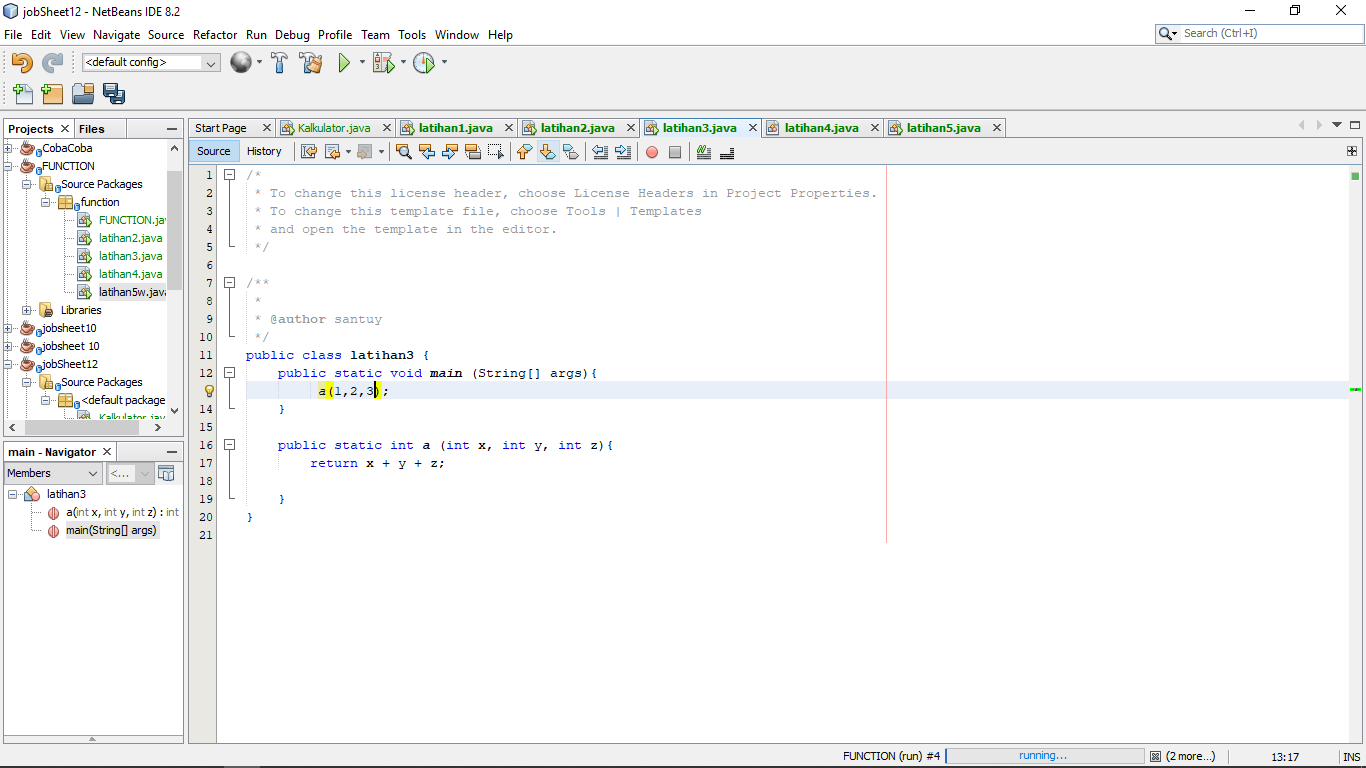 jobSheet12 - NetBeans IDE 8.2
File Edit View Navigate Source Refactor Run Debug Profile Team Tools Window Help
Search (Ctrl+I)
<default config>
Projects Files
CobaCoba
FUNCTION
Source Packages
function
FUNCTION.jav
latihan2.java
latihan3.java
latihan4.java
latihan5w.java
Libraries
jobsheet10
jobsheet 10
jobSheet12
Source Packages
<default package
Kalkulator.java
main - Navigator
Members <...
latihan3
a(int x, int y, int z) : int
main(String[] args)
Start Page Kalkulator.java latihan1.java latihan2.java latihan3.java latihan4.java latihan5.java
Source History
1 /*
2 * To change this license header, choose License Headers in Project Properties.
3 * To change this template file, choose Tools | Templates
4 * and open the template in the editor.
5 */
6
7 /**
8 *
9 * @author santuy
10 */
11 public class latihan3 {
12 public static void main (String[] args){
a(1,2,3);
14 }
15
16 public static int a (int x, int y, int z){
17 return x + y + z;
18
19 }
20 }
21
FUNCTION (run) #4 running... (2 more...) 13:17 INS